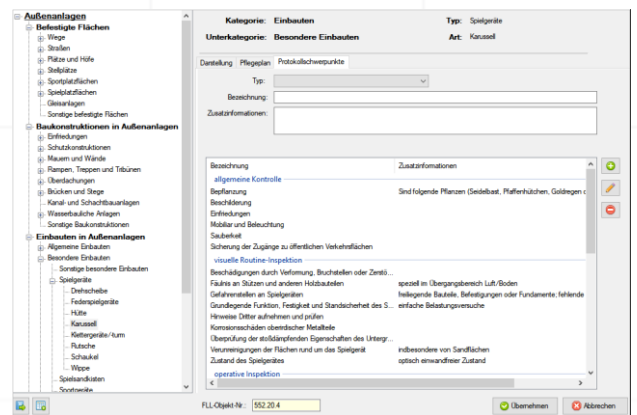 Außenanlagen
Befestigte Flächen
Wege
Straßen
Plätze und Höfe
Stellplätze
Sportplatzflächen
Spielplatzflächen
Gleisanlagen
Sonstige befestigte Flächen
Baukonstruktionen in Außenanlagen
Einfriedungen
Schutzkonstruktionen
Mauern und Wände
Rampen, Treppen und Tribünen
Überdachungen
Brücken und Stege
Kanal- und Schachtbauanlagen
Wasserbauliche Anlagen
Sonstige Baukonstruktionen
Einbauten in Außenanlagen
Allgemeine Einbauten
Besondere Einbauten
Sonstige besondere Einbauten
Spielgeräte
Drehscheibe
Federspielgeräte
Hütte
Karussell
Klettergeräte/-turm
Rutsche
Schaukel
Wippe
Spielsandkisten
Sportgeräte
Kategorie: Einbauten Typ: Spielgeräte
Unterkategorie: Besondere Einbauten Art: Karussell
Darstellung Pflegeplan Protokollschwerpunkte
Typ:
Bezeichnung:
Zusatzinformationen:
Bezeichnung Zusatzinformationen
allgemeine Kontrolle
Bepflanzung Sind folgende Pflanzen (Seidelbast, Pfaffenhütchen, Goldregen
Beschilderung
Einfriedungen
Mobiliar und Beleuchtung
Sauberkeit
Sicherung der Zugänge zu öffentlichen Verkehrsflächen
visuelle Routine-Inspektion
Beschädigungen durch Verformung, Bruchstellen oder Zerstö...
Fäulnis an Stützen und anderen Holzbauteilen speziell im Übergangsbereich Luft/Boden
Gefahrenstellen an Spielgeräten freiliegende Bauteile, Befestigungen oder Fundamente; fehlende
Grundlegende Funktion, Festigkeit und Standsicherheit des S... einfache Belastungsversuche
Hinweise Dritter aufnehmen und prüfen
Korrosionsschäden oberirdischer Metallteile
Überprüfung der stoßdämpfenden Eigenschaften des Untergr...
Verunreinigungen der Flächen rund um das Spielgerät indbesondere von Sandflächen
Zustand des Spielgerätes optisch einwandfreier Zustand
operative Inspektion
FLL-Objekt-Nr.: 552.20.4 Übernehmen Abbrechen